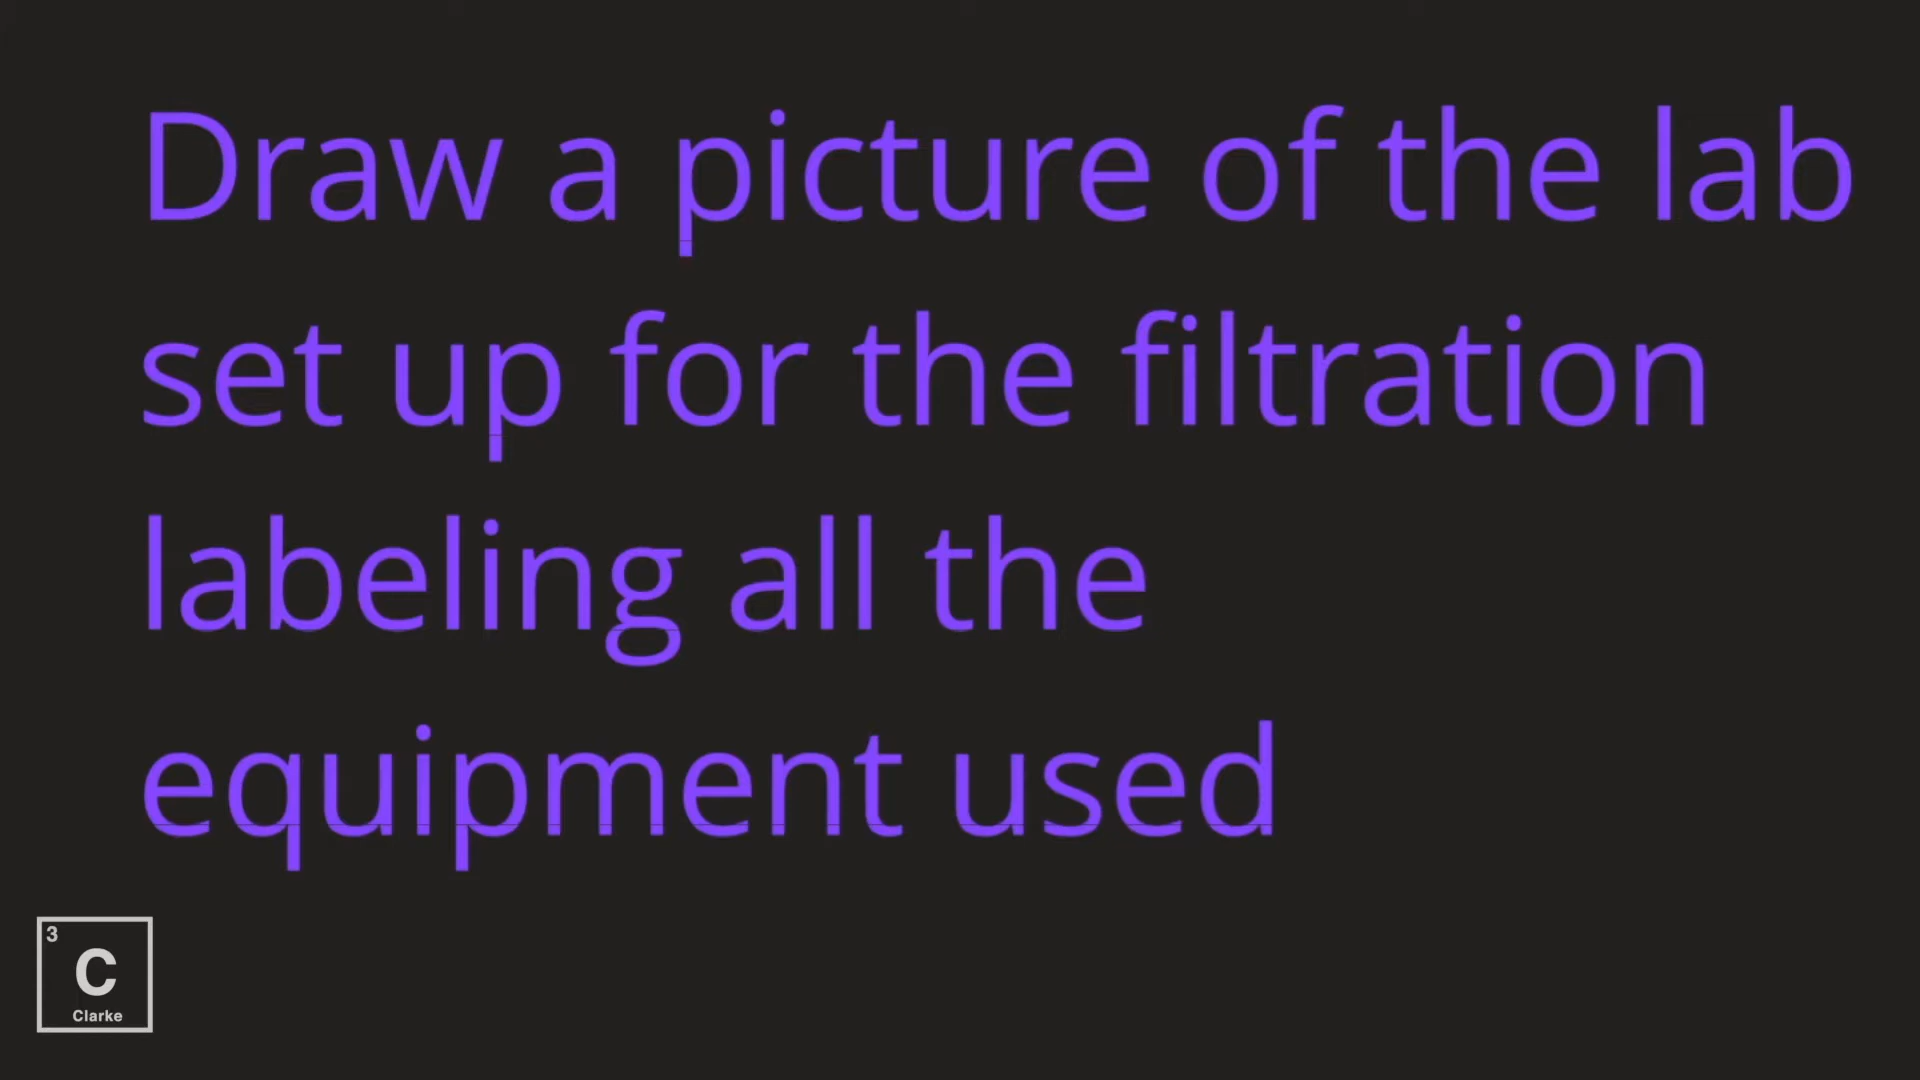 Draw a picture of the lab
set up for the filtration
labeling all the
equipment used
3
C
Clarke